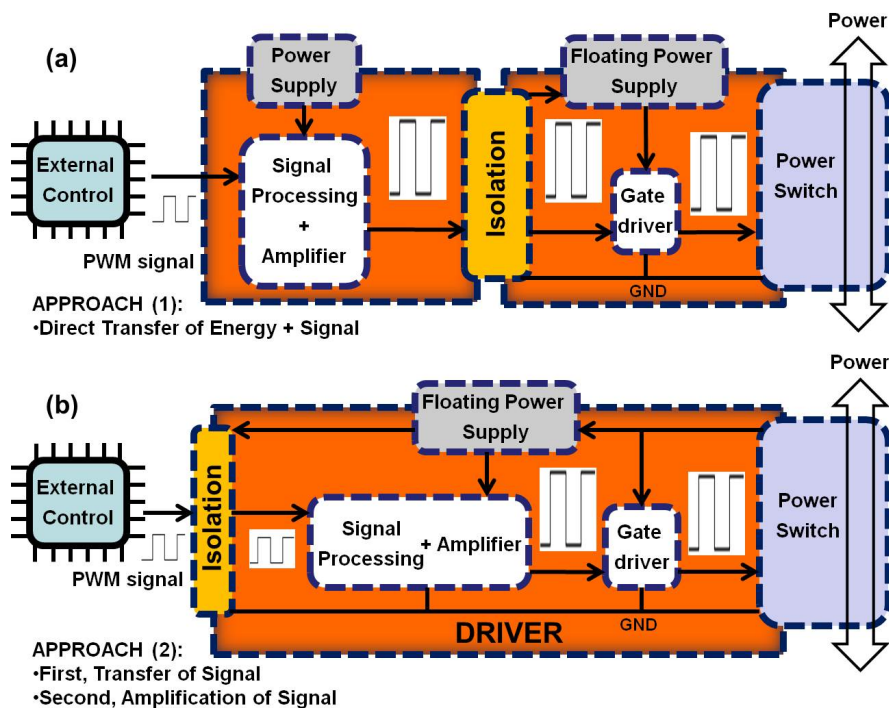 (a)
Power
Supply
Floating Power
Supply
Power
External
Control
PWM signal
Signal
Processing
+
Amplifier
Isolation
Gate
driver
GND
Power
Switch
APPROACH (1):
•Direct Transfer of Energy + Signal
(b)
Floating Power
Supply
Power
External
Control
PWM signal
Isolation
Signal
Processing + Amplifier
Gate
driver
GND
DRIVER
Power
Switch
APPROACH (2):
•First, Transfer of Signal
•Second, Amplification of Signal